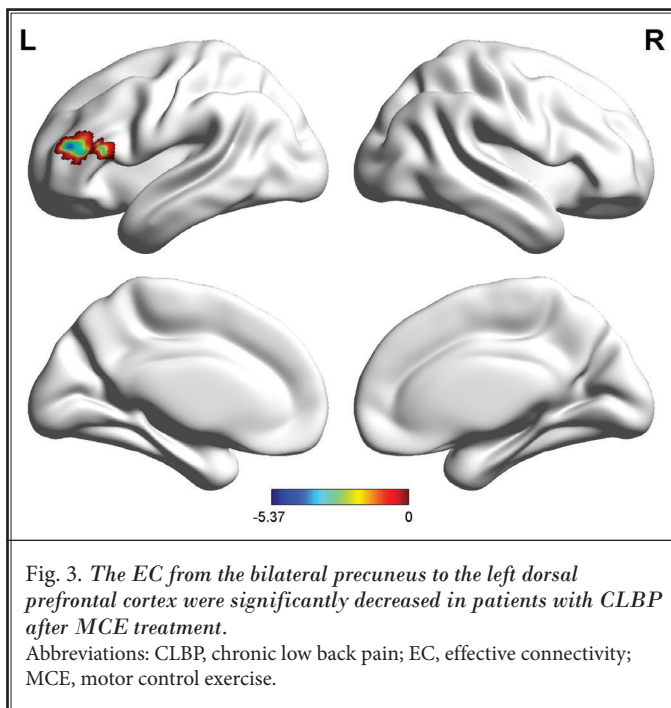 L R
-5.37 0
Fig. 3. The EC from the bilateral precuneus to the left dorsal
prefrontal cortex were significantly decreased in patients with CLBP
after MCE treatment.
Abbreviations: CLBP, chronic low back pain; EC, effective connectivity;
MCE, motor control exercise.